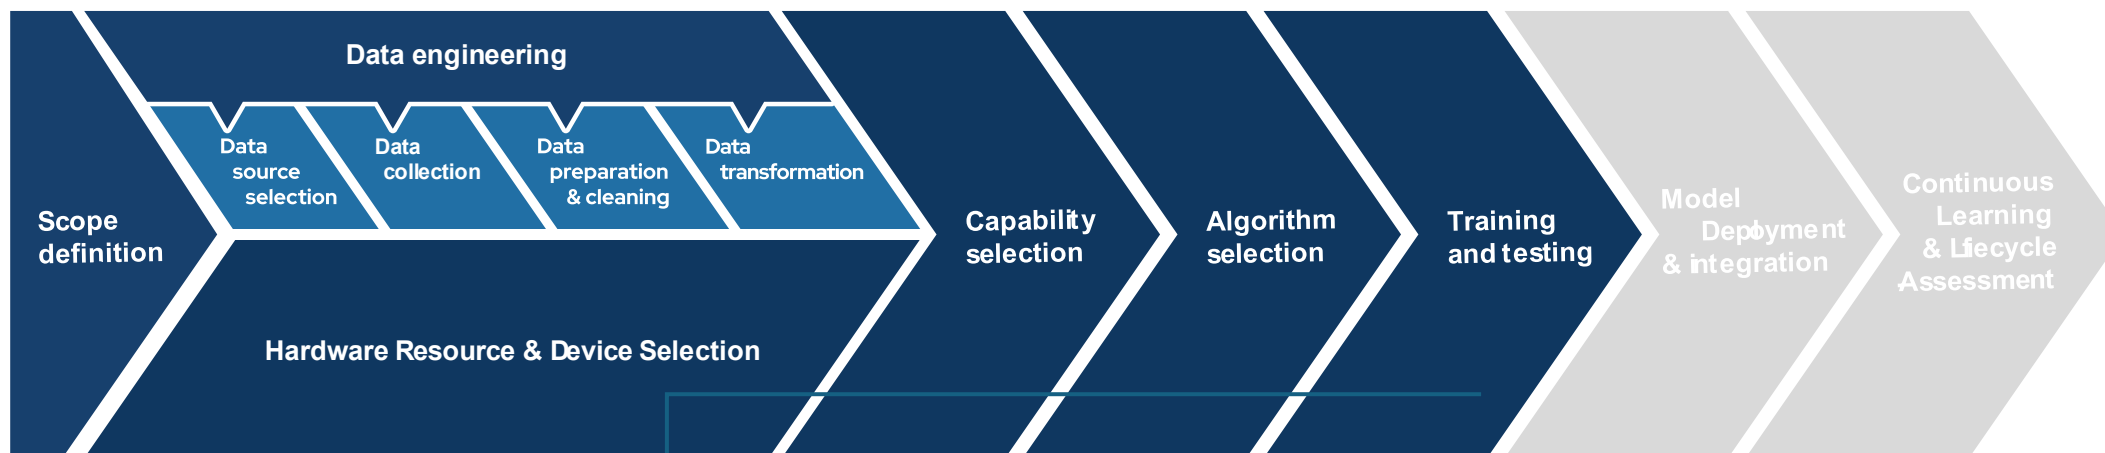 Data engineering
Data
source
selection
Data
collection
Data
preparation
& cleaning
Data
transformation
Scope
definition
Hardware Resource & Device Selection
Capability
selection
Algorithm
selection
Training
and testing
Model
Deployment
& integration
Continuous
Learning
& Lifecycle
Assessment